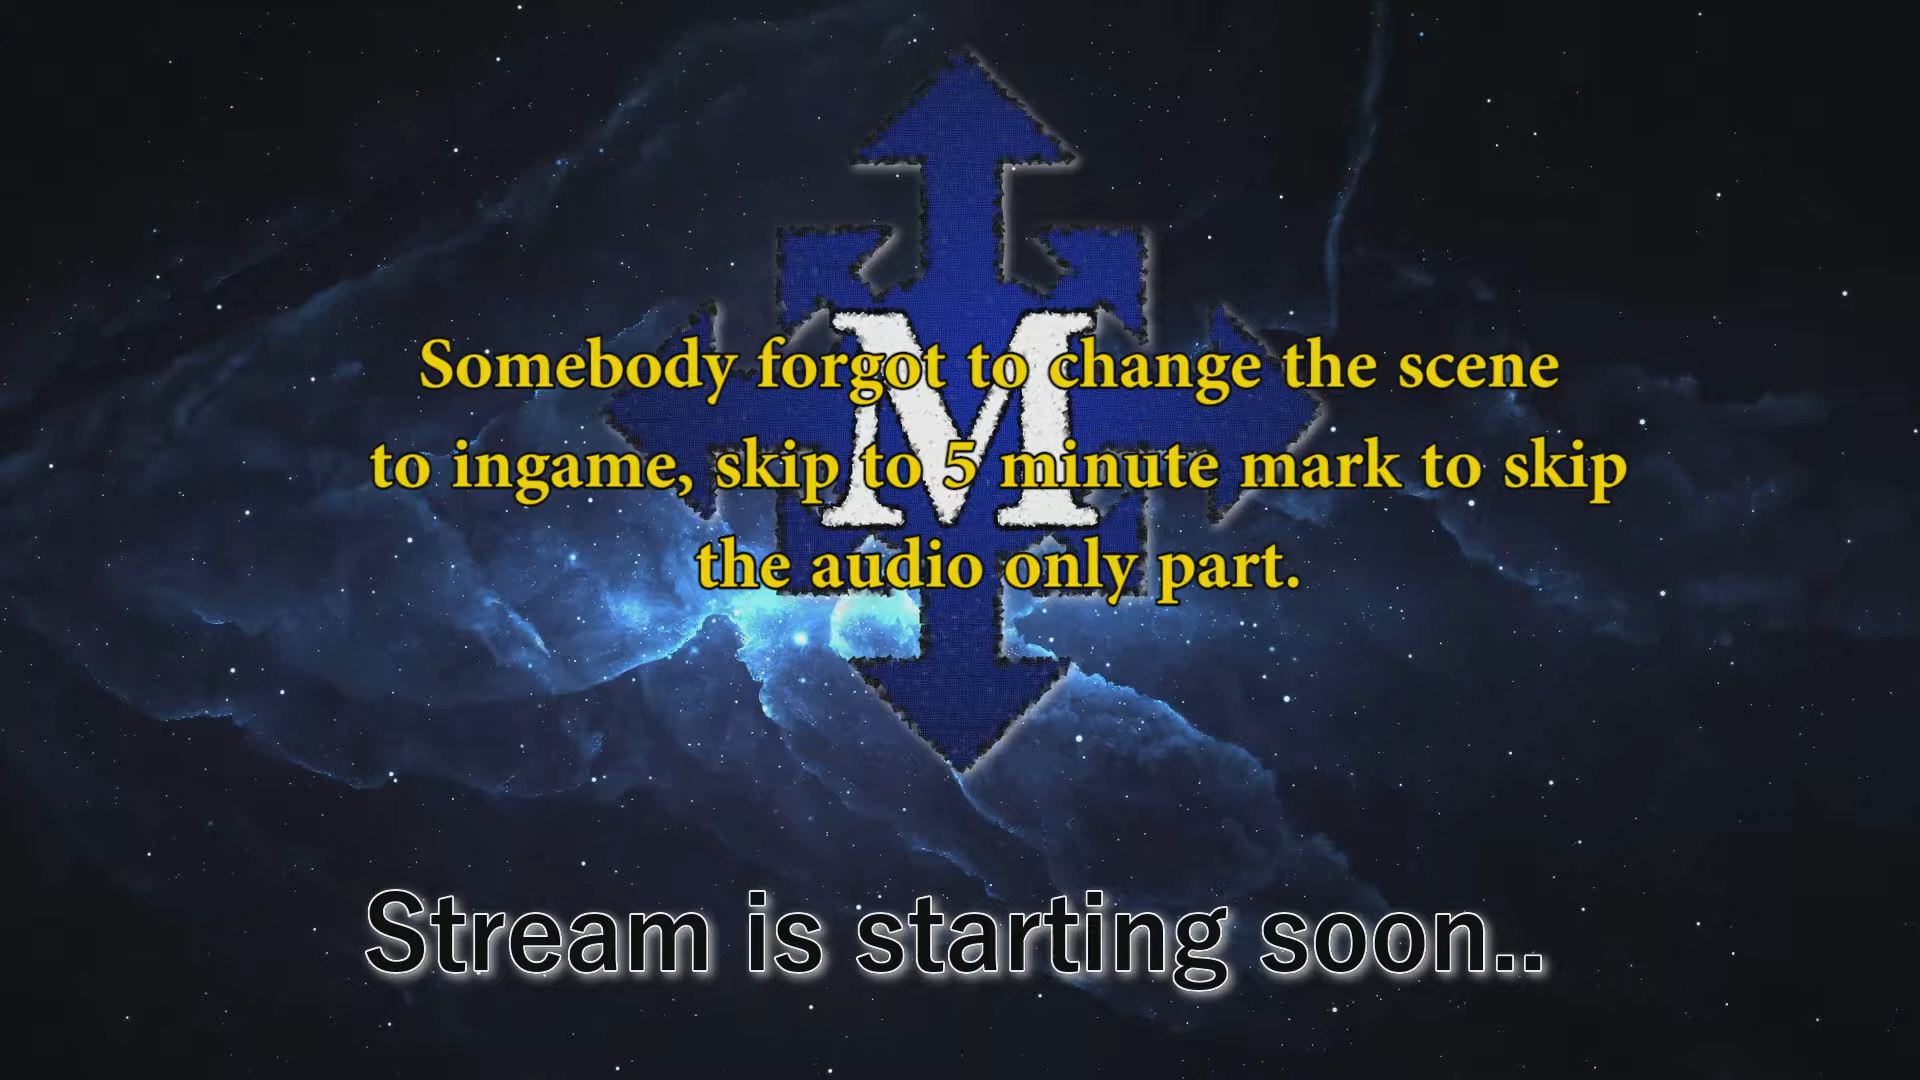 M
Somebody forgot to change the scene
to ingame, skip to 5 minute mark to skip
the audio only part.
Stream is starting soon..